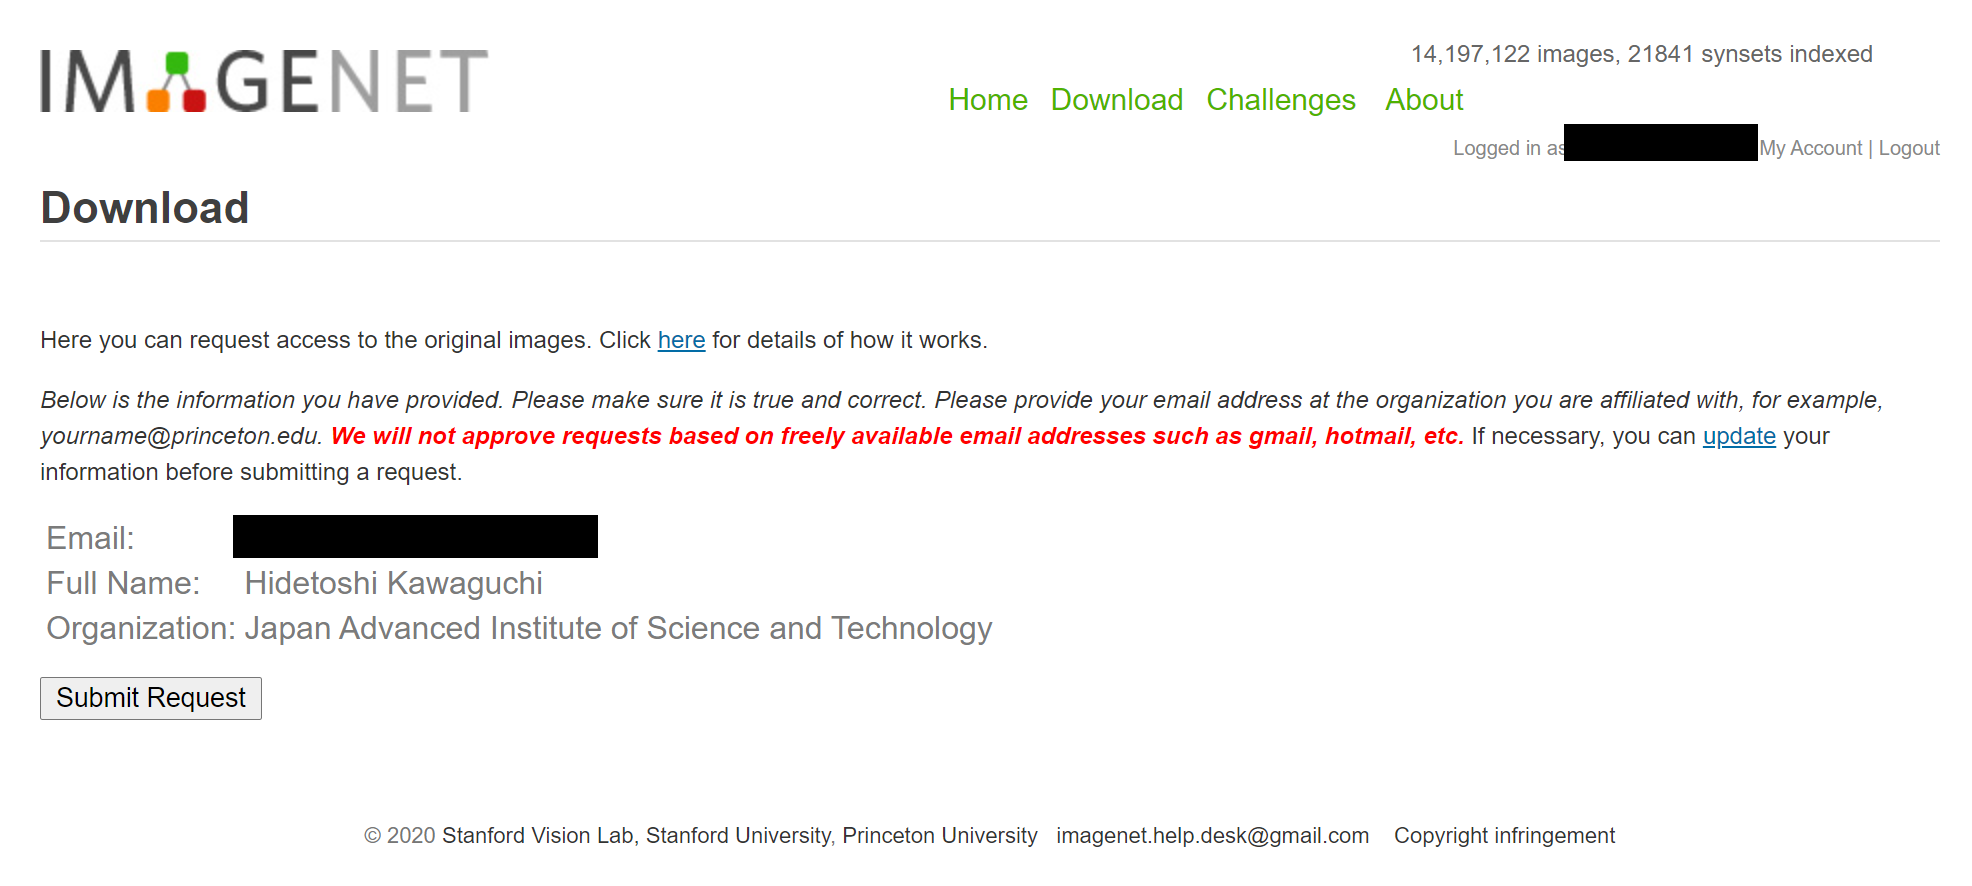 IMAGENET
14,197,122 images, 21841 synsets indexed
Home Download Challenges About
Logged in as My Account | Logout
Download
Here you can request access to the original images. Click here for details of how it works.
Below is the information you have provided. Please make sure it is true and correct. Please provide your email address at the organization you are affiliated with, for example,
yourname@princeton.edu. We will not approve requests based on freely available email addresses such as gmail, hotmail, etc. If necessary, you can update your
information before submitting a request.
Email:
Full Name: Hidetoshi Kawaguchi
Organization: Japan Advanced Institute of Science and Technology
Submit Request
© 2020 Stanford Vision Lab, Stanford University, Princeton University imagenet.help.desk@gmail.com Copyright infringement